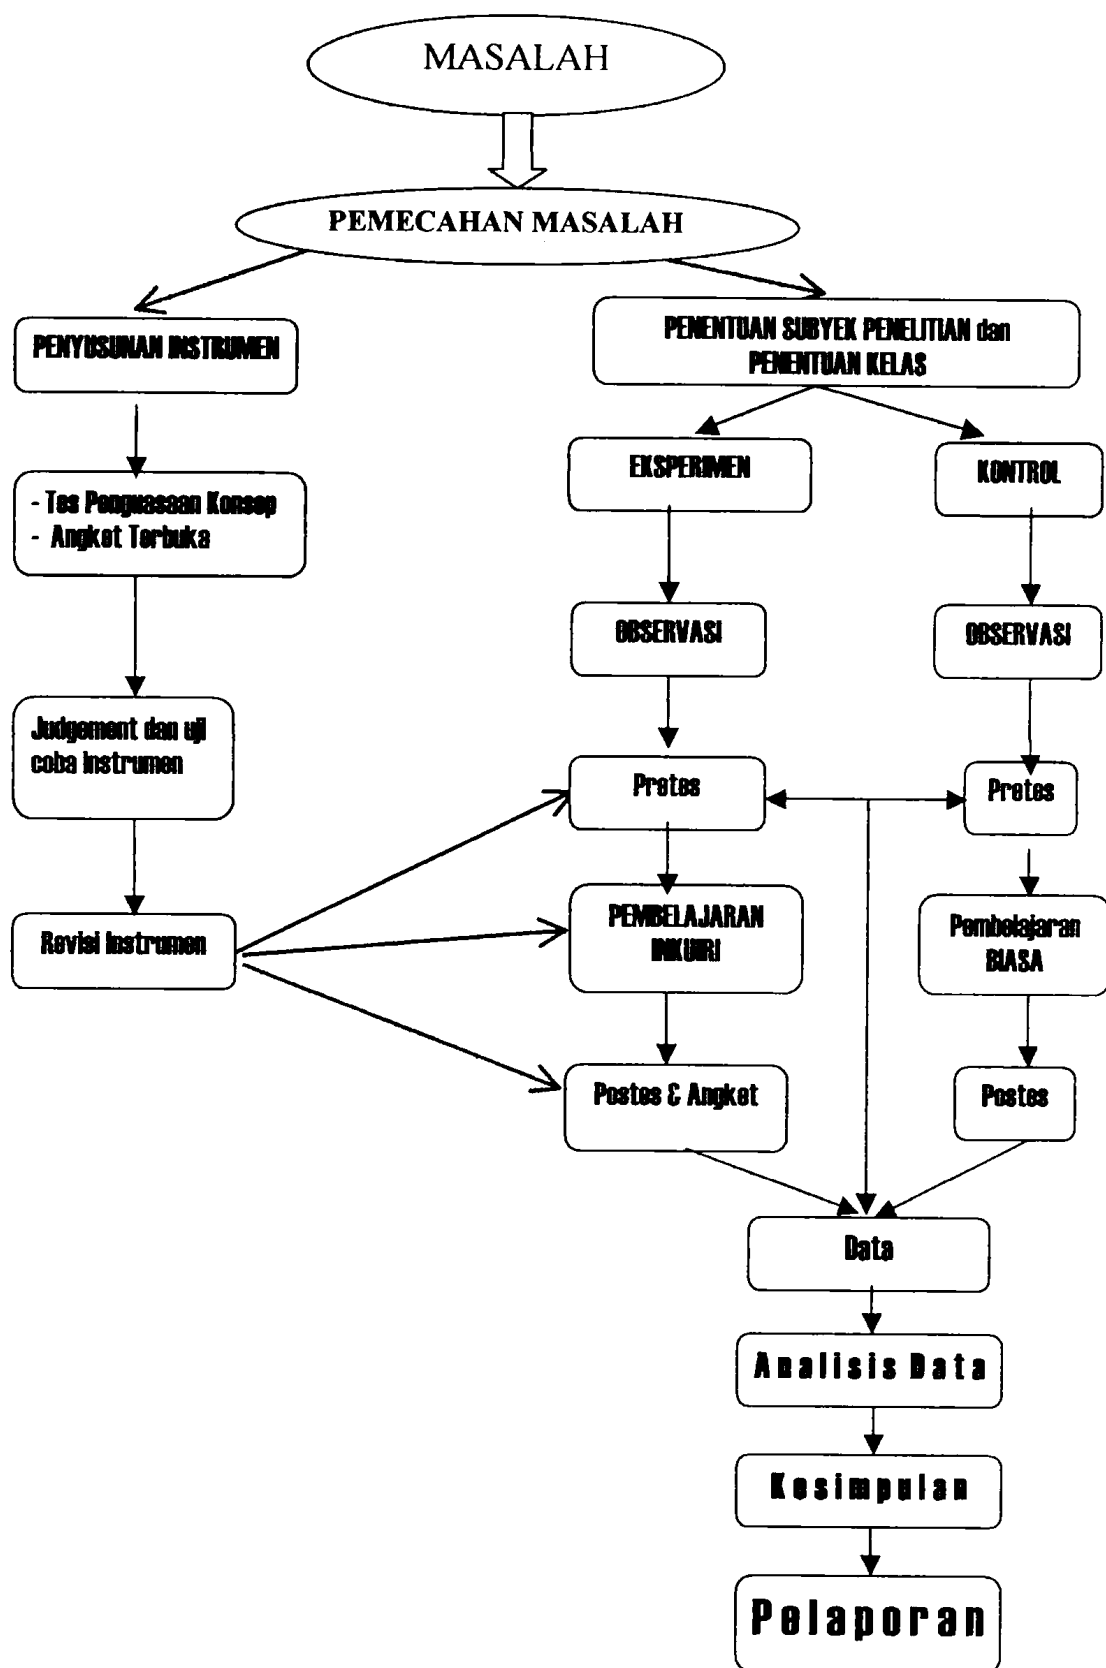 MASALAH
PEMECAHAN MASALAH
PENYUSUNAN INSTRUMEN
- Tes Penguasaan Konsep
- Angket Terbuka
Judgement dan uji
coba instrumen
Revisi instrumen
PENENTUAN SUBYEK PENELITIAN dan
PENENTUAN KELAS
EKSPERIMEN
KONTROL
OBSERVASI
OBSERVASI
Pretes
Pretes
PEMBELAJARAN
INKUIRI
Pembelajaran
BIASA
Postes & Angket
Postes
Data
Analisis Data
Kesimpulan
Pelaporan